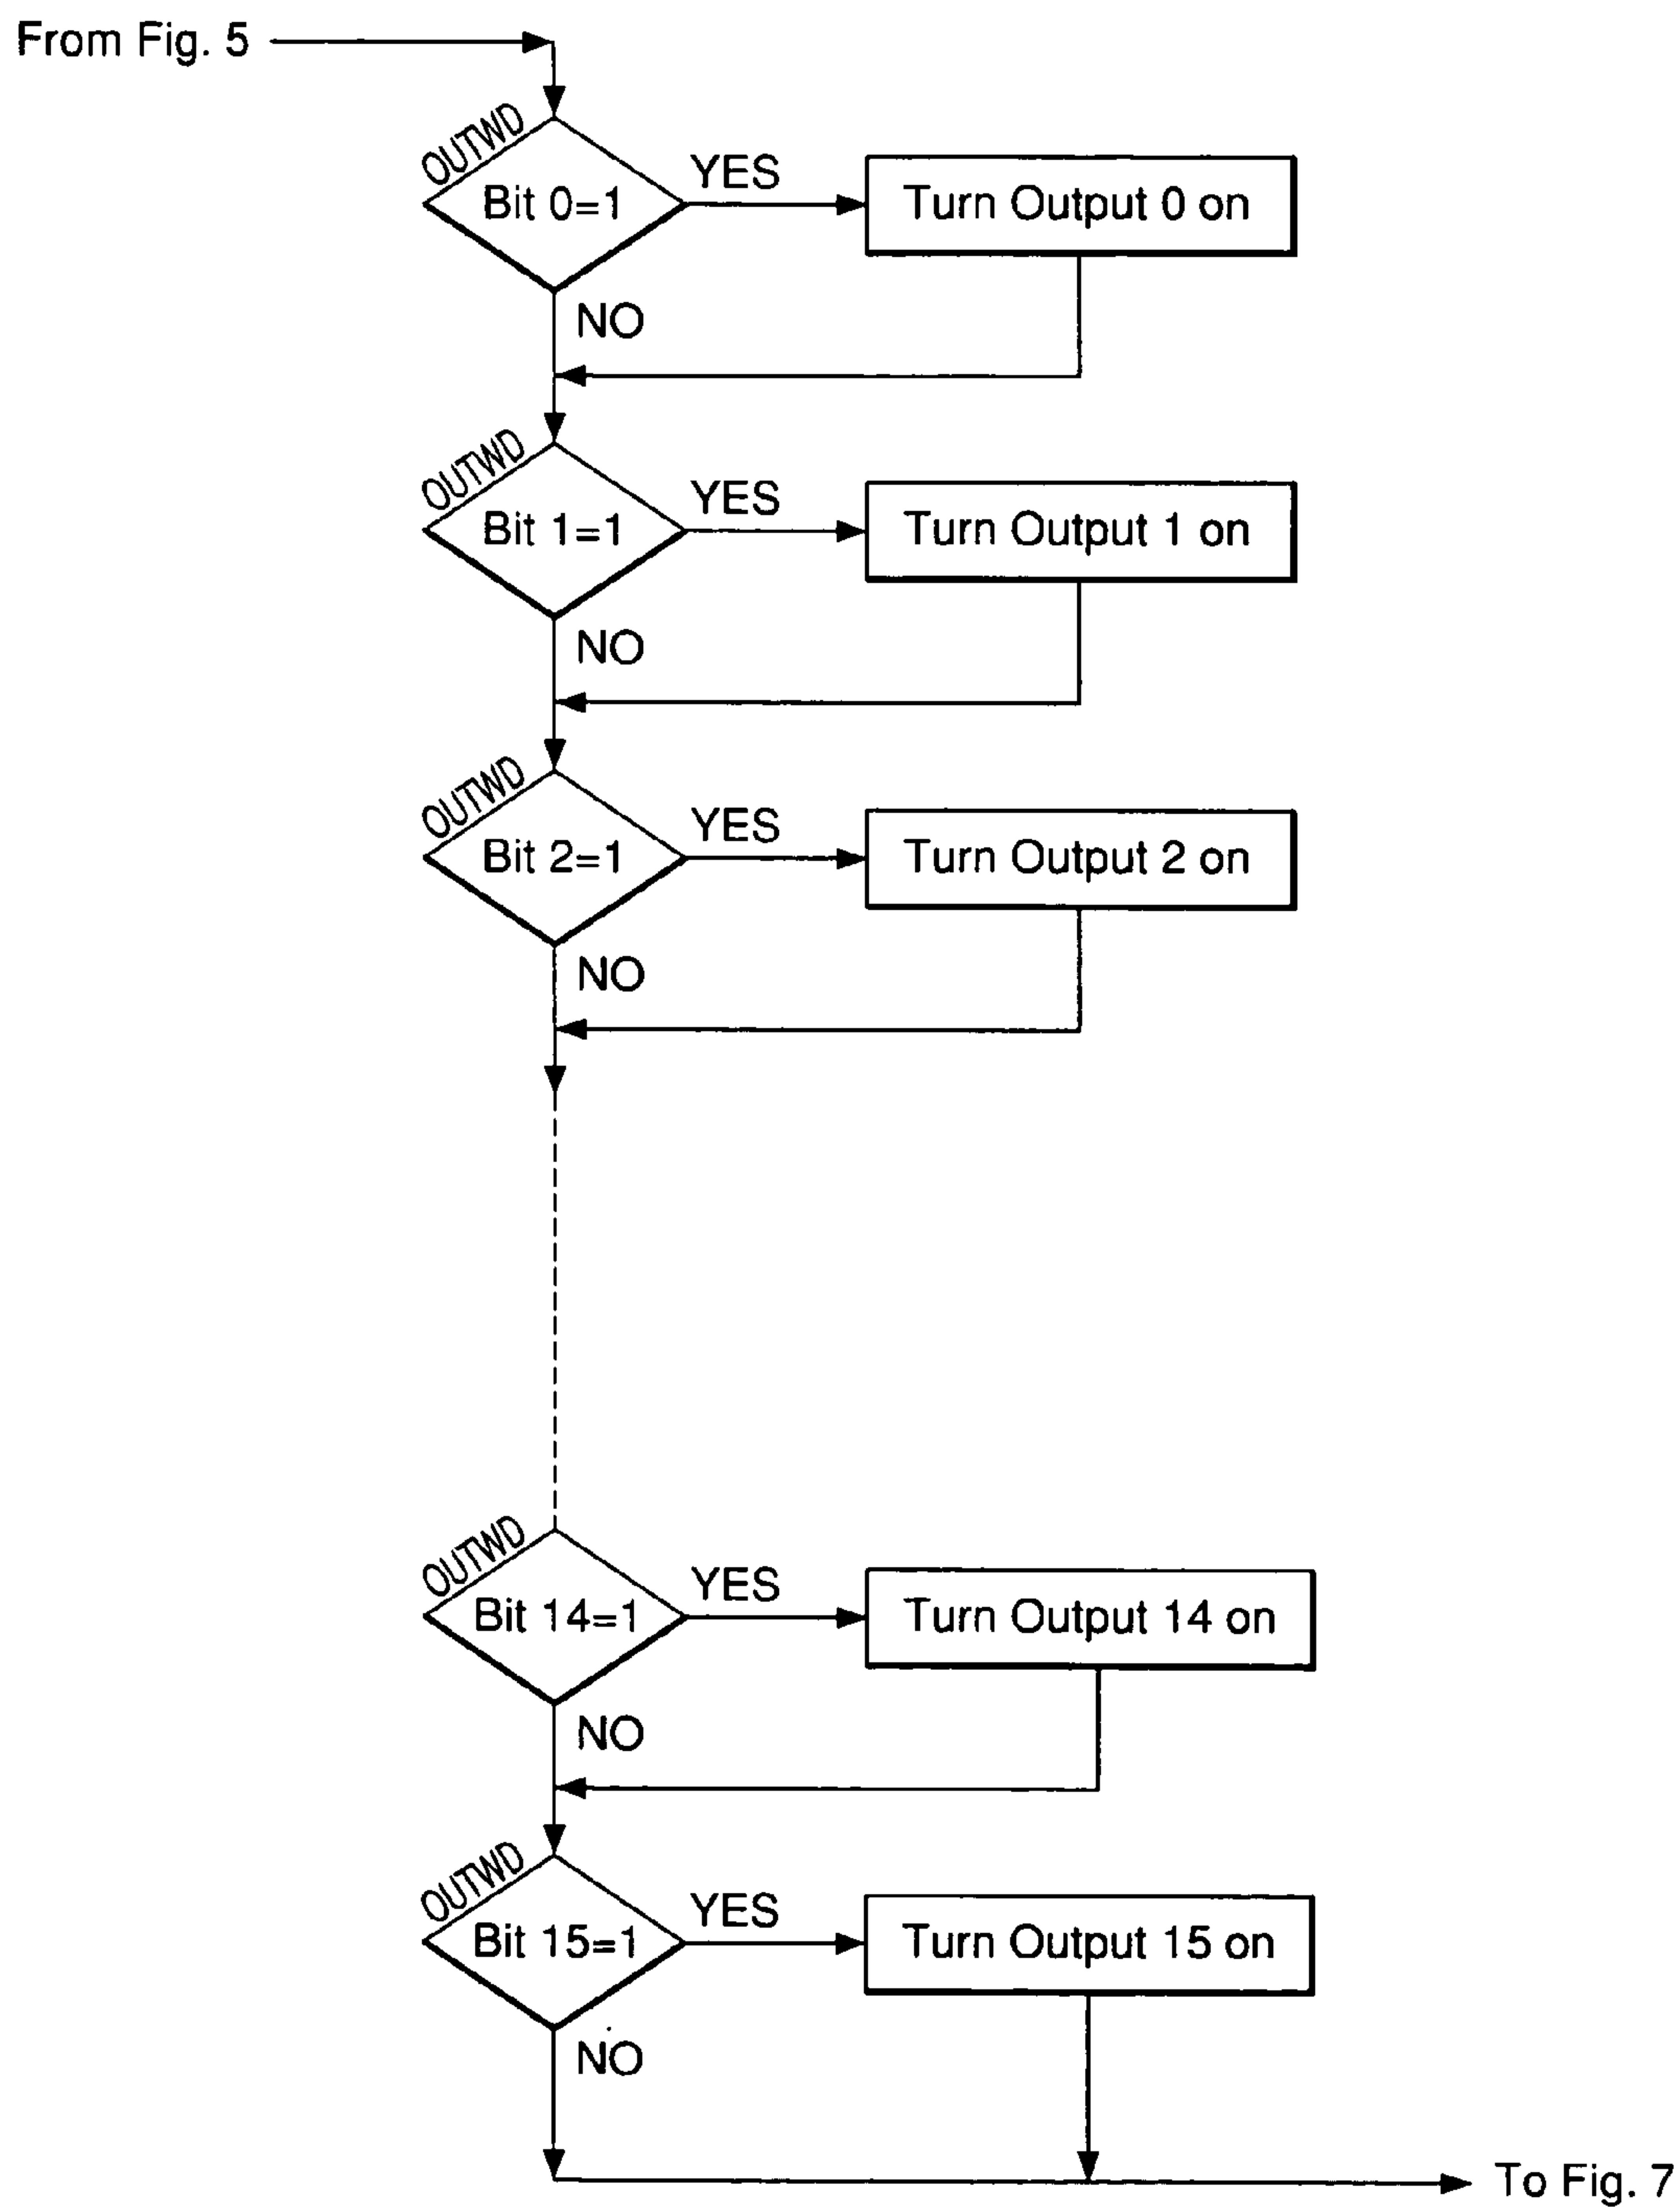 From Fig. 5
OUTWD
Bit 0=1
YES
Turn Output 0 on
NO
OUTWD
Bit 1=1
YES
Turn Output 1 on
NO
OUTWD
Bit 2=1
YES
Turn Output 2 on
NO
OUTWD
Bit 14=1
YES
Turn Output 14 on
NO
OUTWD
Bit 15=1
YES
Turn Output 15 on
NO
To Fig. 7